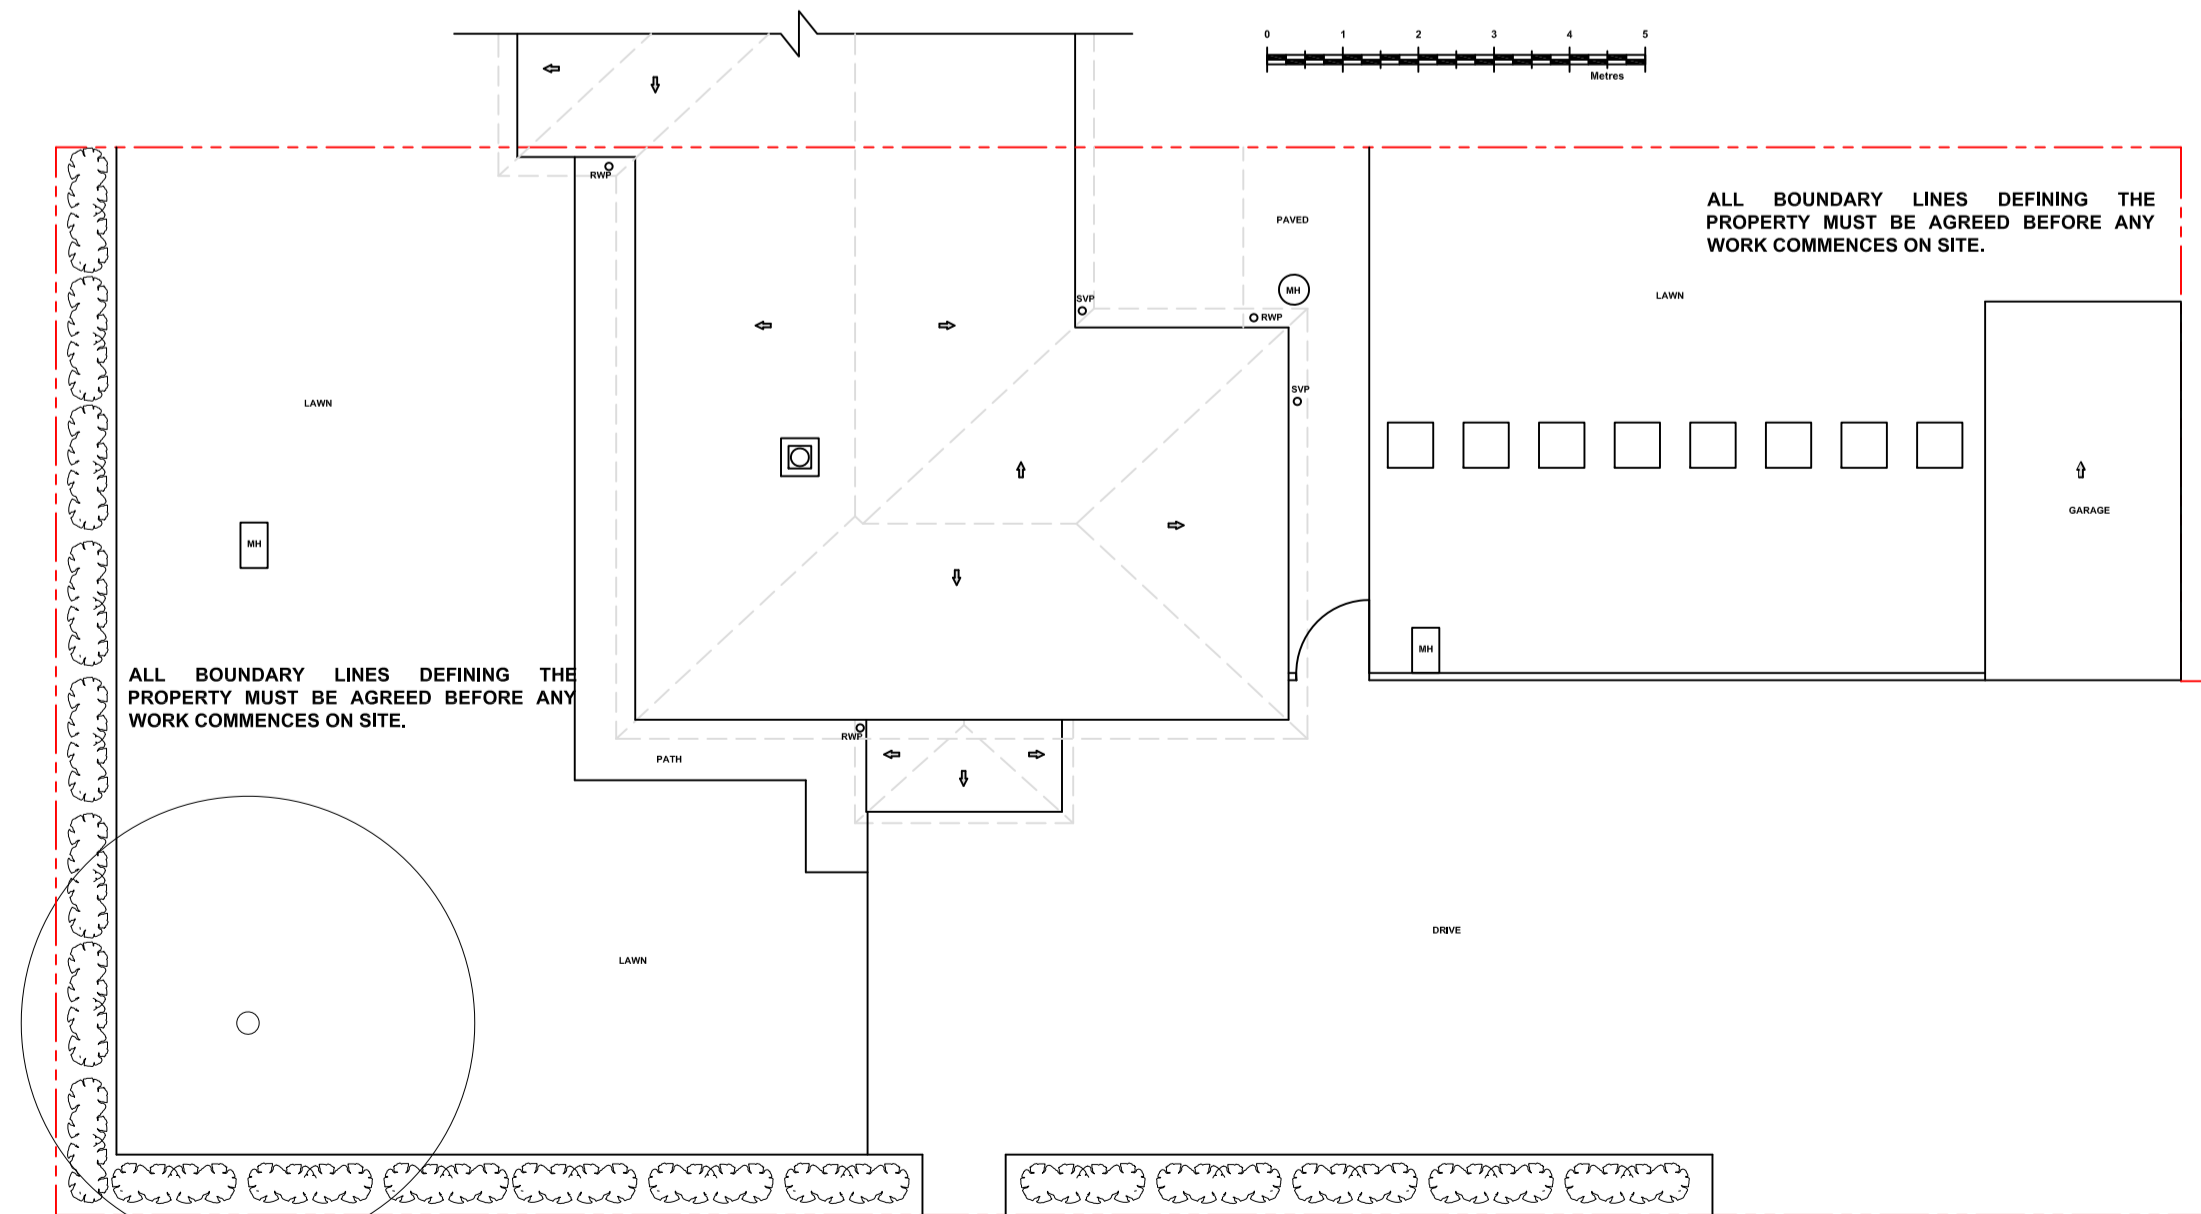 0 1 2 3 4 5
Metres
RWP
ALL BOUNDARY LINES DEFINING THE
PROPERTY MUST BE AGREED BEFORE ANY
WORK COMMENCES ON SITE.
PAVED
MH
LAWN
SVP
RWP
SVP
LAWN
GARAGE
MH
MH
ALL BOUNDARY LINES DEFINING THE
PROPERTY MUST BE AGREED BEFORE ANY
WORK COMMENCES ON SITE.
RWP
PATH
DRIVE
LAWN